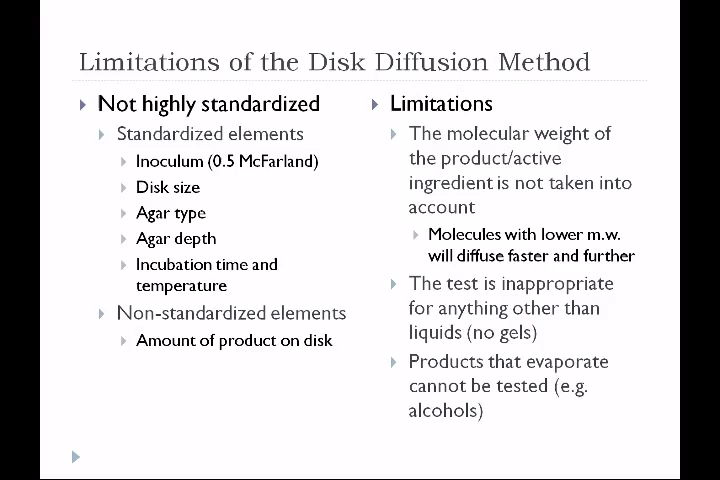 Limitations of the Disk Diffusion Method
Not highly standardized
Standardized elements
Inoculum (0.5 McFarland)
Disk size
Agar type
Agar depth
Incubation time and
temperature
Non-standardized elements
Amount of product on disk
Limitations
The molecular weight of
the product/active
ingredient is not taken into
account
Molecules with lower m.w.
will diffuse faster and further
The test is inappropriate
for anything other than
liquids (no gels)
Products that evaporate
cannot be tested (e.g.
alcohols)